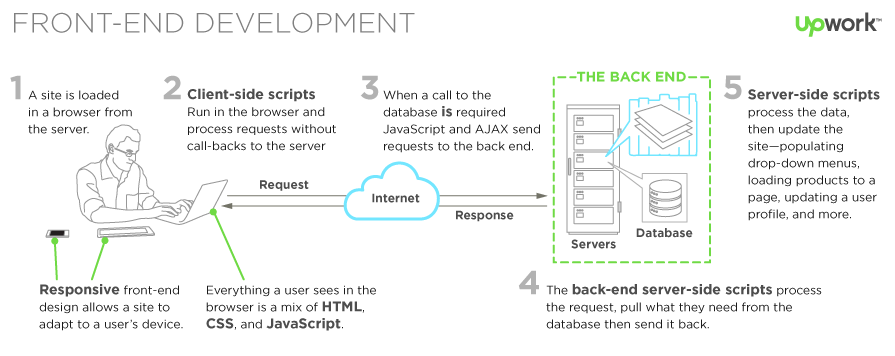 FRONT-END DEVELOPMENT
Upwork™
1
A site is loaded
in a browser from
the server.
2
Client-side scripts
Run in the browser and
process requests without
call-backs to the server
3
When a call to the
database is required
JavaScript and AJAX send
requests to the back end.
THE BACK END
5
Server-side scripts
process the data,
then update the
site—populating
drop-down menus,
loading products to a
page, updating a user
profile, and more.
Request
Internet
Response
Servers
Database
Responsive front-end
design allows a site to
adapt to a user's device.
Everything a user sees in the
browser is a mix of HTML,
CSS, and JavaScript.
4
The back-end server-side scripts process
the request, pull what they need from the
database then send it back.